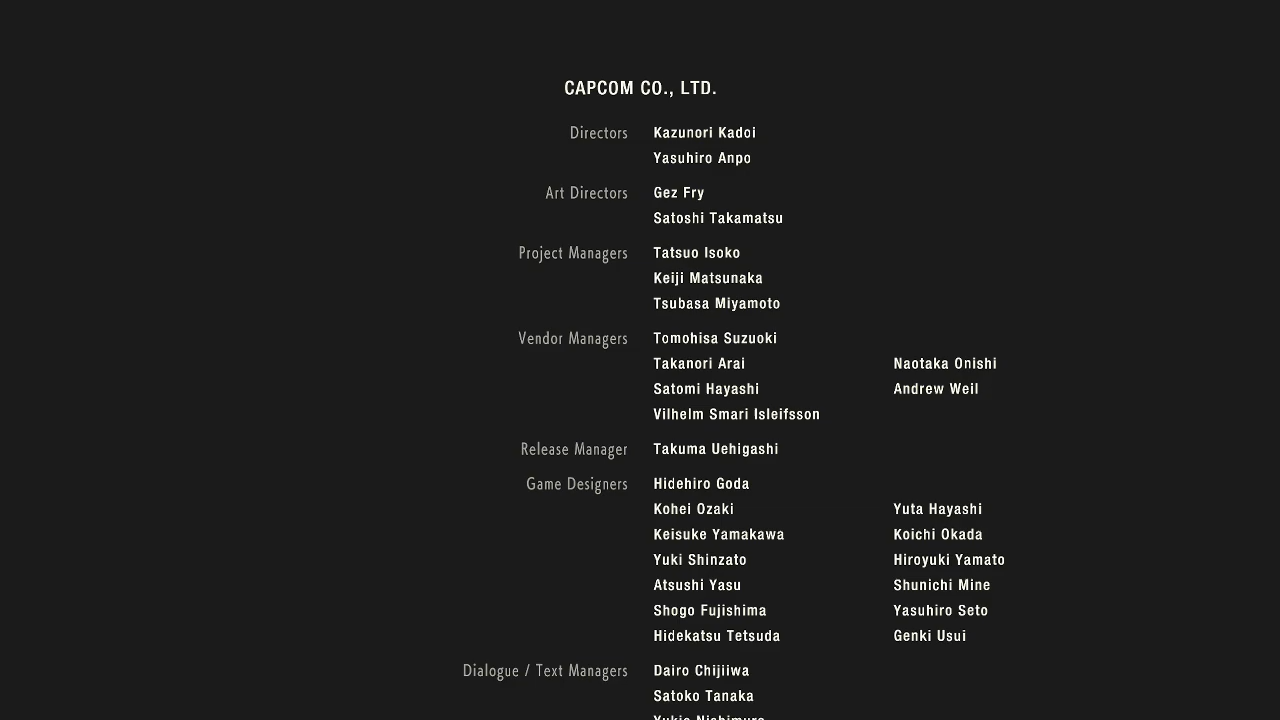 CAPCOM CO., LTD.
Directors Kazunori Kadoi
Yasuhiro Anpo
Art Directors Gez Fry
Satoshi Takamatsu
Project Managers Tatsuo Isoko
Keiji Matsunaka
Tsubasa Miyamoto
Vendor Managers Tomohisa Suzuoki
Takanori Arai Naotaka Onishi
Satomi Hayashi Andrew Weil
Vilhelm Smari Isleifsson
Release Manager Takuma Uehigashi
Game Designers Hidehiro Goda
Kohei Ozaki Yuta Hayashi
Keisuke Yamakawa Koichi Okada
Yuki Shinzato Hiroyuki Yamato
Atsushi Yasu Shunichi Mine
Shogo Fujishima Yasuhiro Seto
Hidekatsu Tetsuda Genki Usui
Dialogue / Text Managers Dairo Chijiiwa
Satoko Tanaka